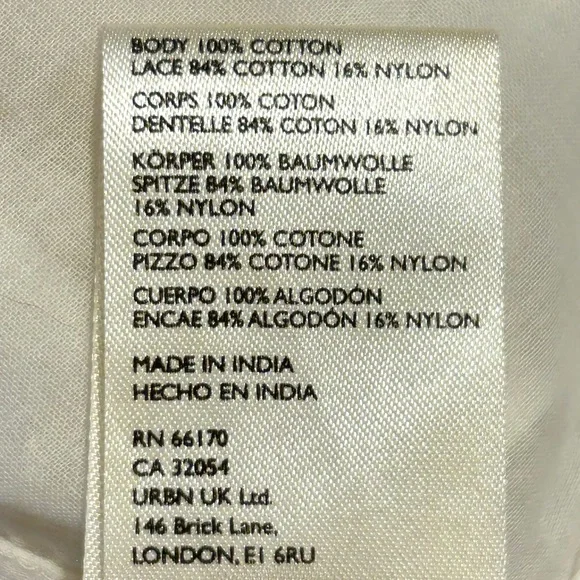 BODY 100% COTTON
LACE 84% COTTON 16% NYLON
CORPS 100% COTON
DENTELLE 84% COTON 16% NYLON
KÖRPER 100% BAUMWOLLE
SPITZE 84% BAUMWOLLE
16% NYLON
CORPO 100% COTONE
PIZZO 84% COTONE 16% NYLON
CUERPO 100% ALGODÓN
ENCAE 84% ALGODÓN 16% NYLON
MADE IN INDIA
HECHO EN INDIA
RN 66170
CA 32054
URBN UK Ltd.
146 Brick Lane,
LONDON, E1 6RU